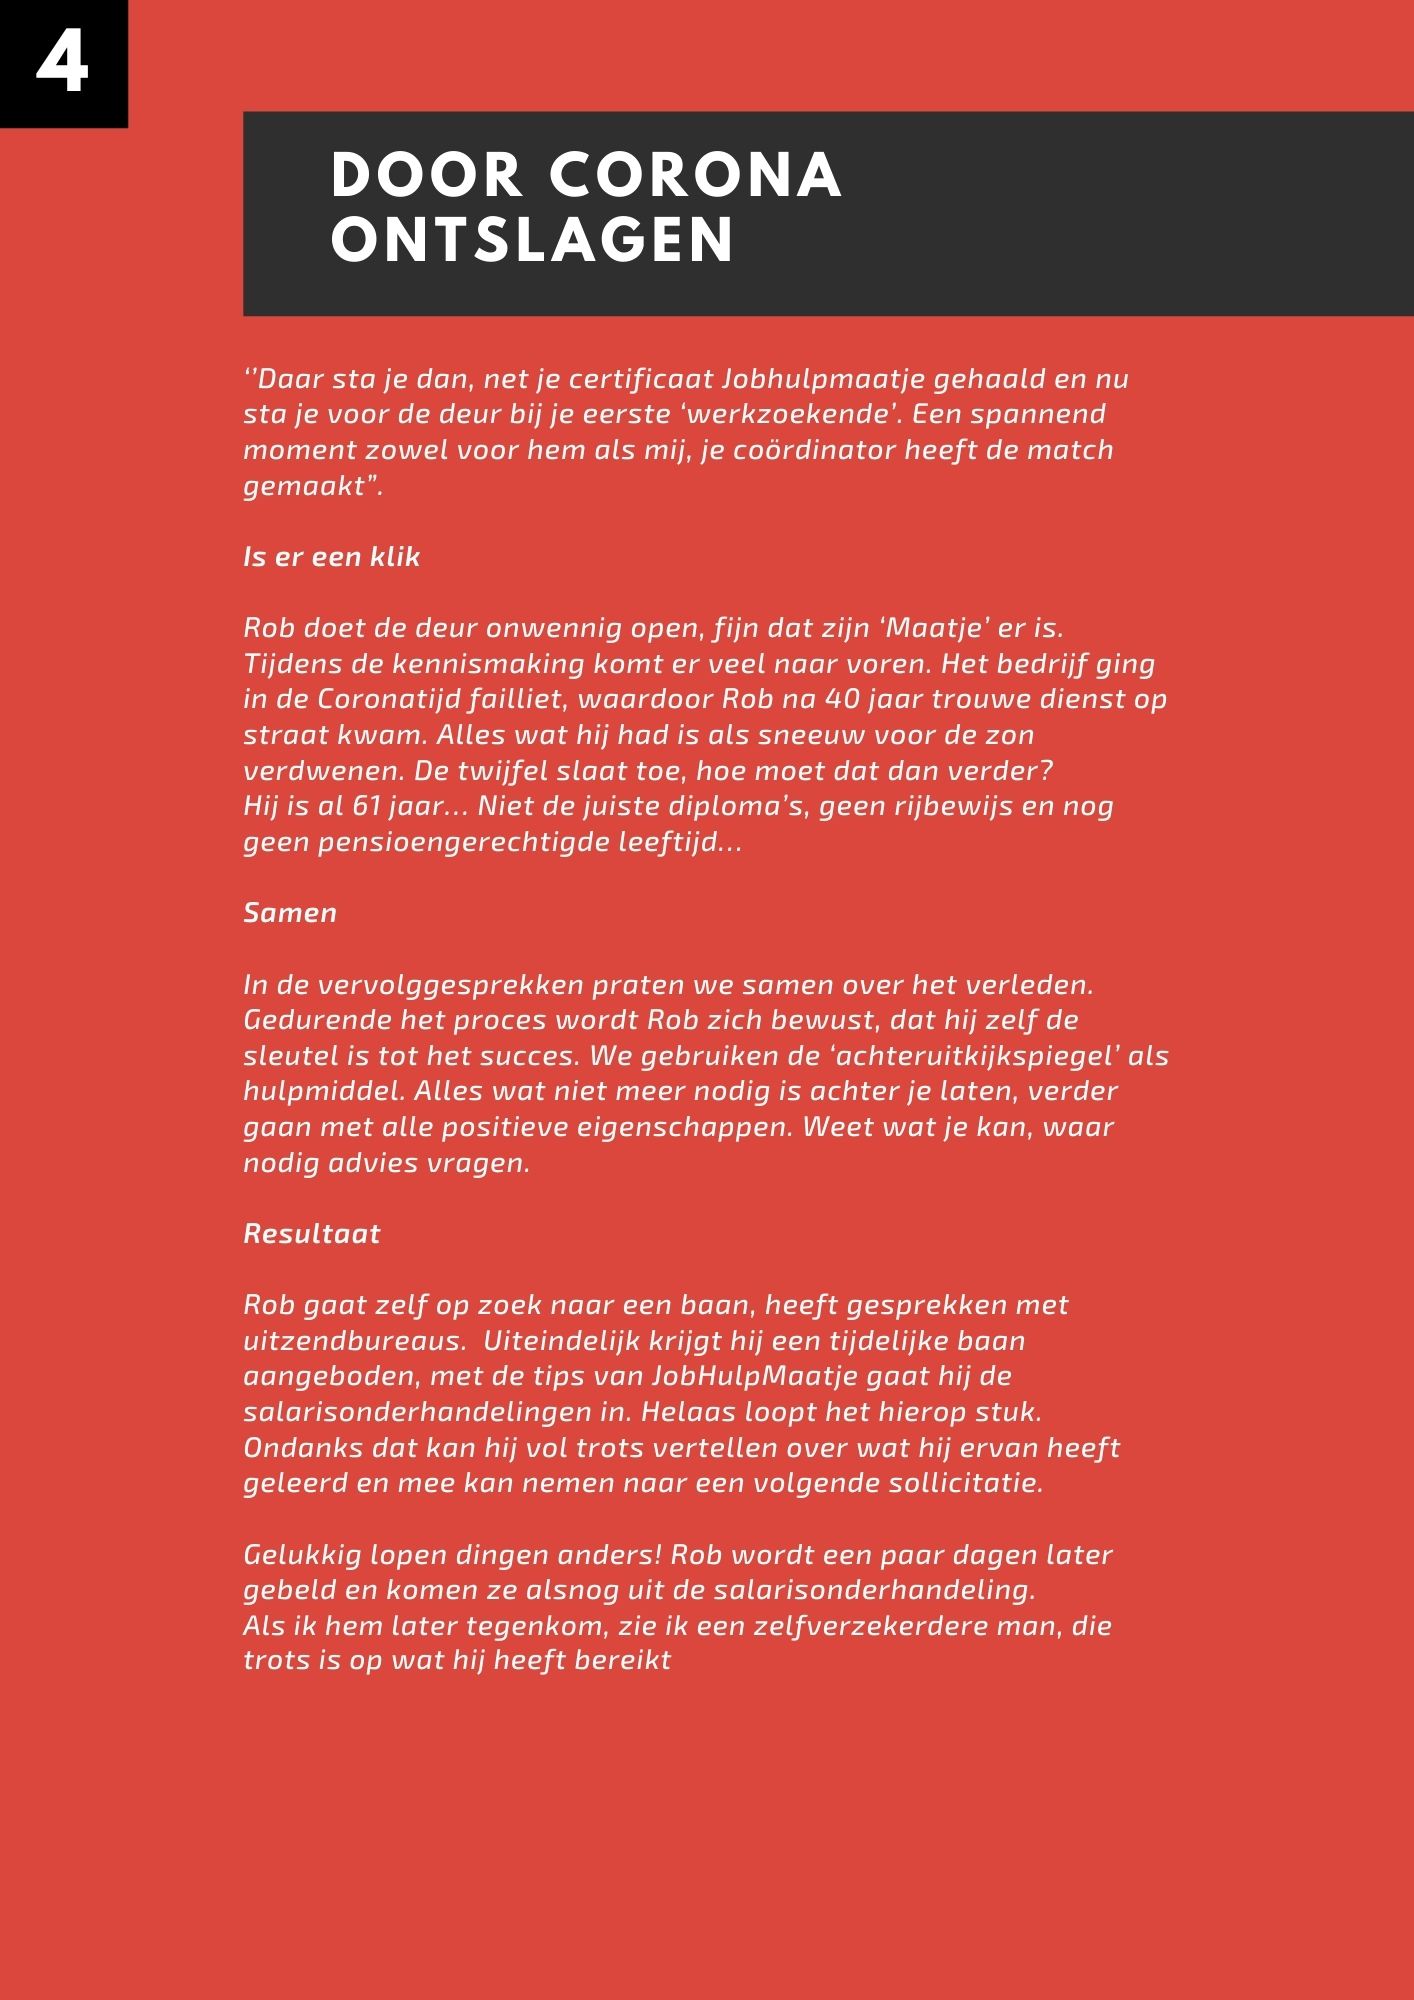 4
DOOR CORONA
ONTSLAGEN
‘’Daar sta je dan, net je certificaat Jobhulpmaatje gehaald en nu
sta je voor de deur bij je eerste ‘werkzoekende’. Een spannend
moment zowel voor hem als mij, je coördinator heeft de match
gemaakt”.
Is er een klik
Rob doet de deur onwennig open, fijn dat zijn ‘Maatje’ er is.
Tijdens de kennismaking komt er veel naar voren. Het bedrijf ging
in de Coronatijd failliet, waardoor Rob na 40 jaar trouwe dienst op
straat kwam. Alles wat hij had is als sneeuw voor de zon
verdwenen. De twijfel slaat toe, hoe moet dat dan verder?
Hij is al 61 jaar… Niet de juiste diploma’s, geen rijbewijs en nog
geen pensioengerechtigde leeftijd…
Samen
In de vervolggesprekken praten we samen over het verleden.
Gedurende het proces wordt Rob zich bewust, dat hij zelf de
sleutel is tot het succes. We gebruiken de ‘achteruitkijkspiegel’ als
hulpmiddel. Alles wat niet meer nodig is achter je laten, verder
gaan met alle positieve eigenschappen. Weet wat je kan, waar
nodig advies vragen.
Resultaat
Rob gaat zelf op zoek naar een baan, heeft gesprekken met
uitzendbureaus.  Uiteindelijk krijgt hij een tijdelijke baan
aangeboden, met de tips van JobHulpMaatje gaat hij de
salarisonderhandelingen in. Helaas loopt het hierop stuk.
Ondanks dat kan hij vol trots vertellen over wat hij ervan heeft
geleerd en mee kan nemen naar een volgende sollicitatie.
Gelukkig lopen dingen anders! Rob wordt een paar dagen later
gebeld en komen ze alsnog uit de salarisonderhandeling.
Als ik hem later tegenkom, zie ik een zelfverzekerdere man, die
trots is op wat hij heeft bereikt